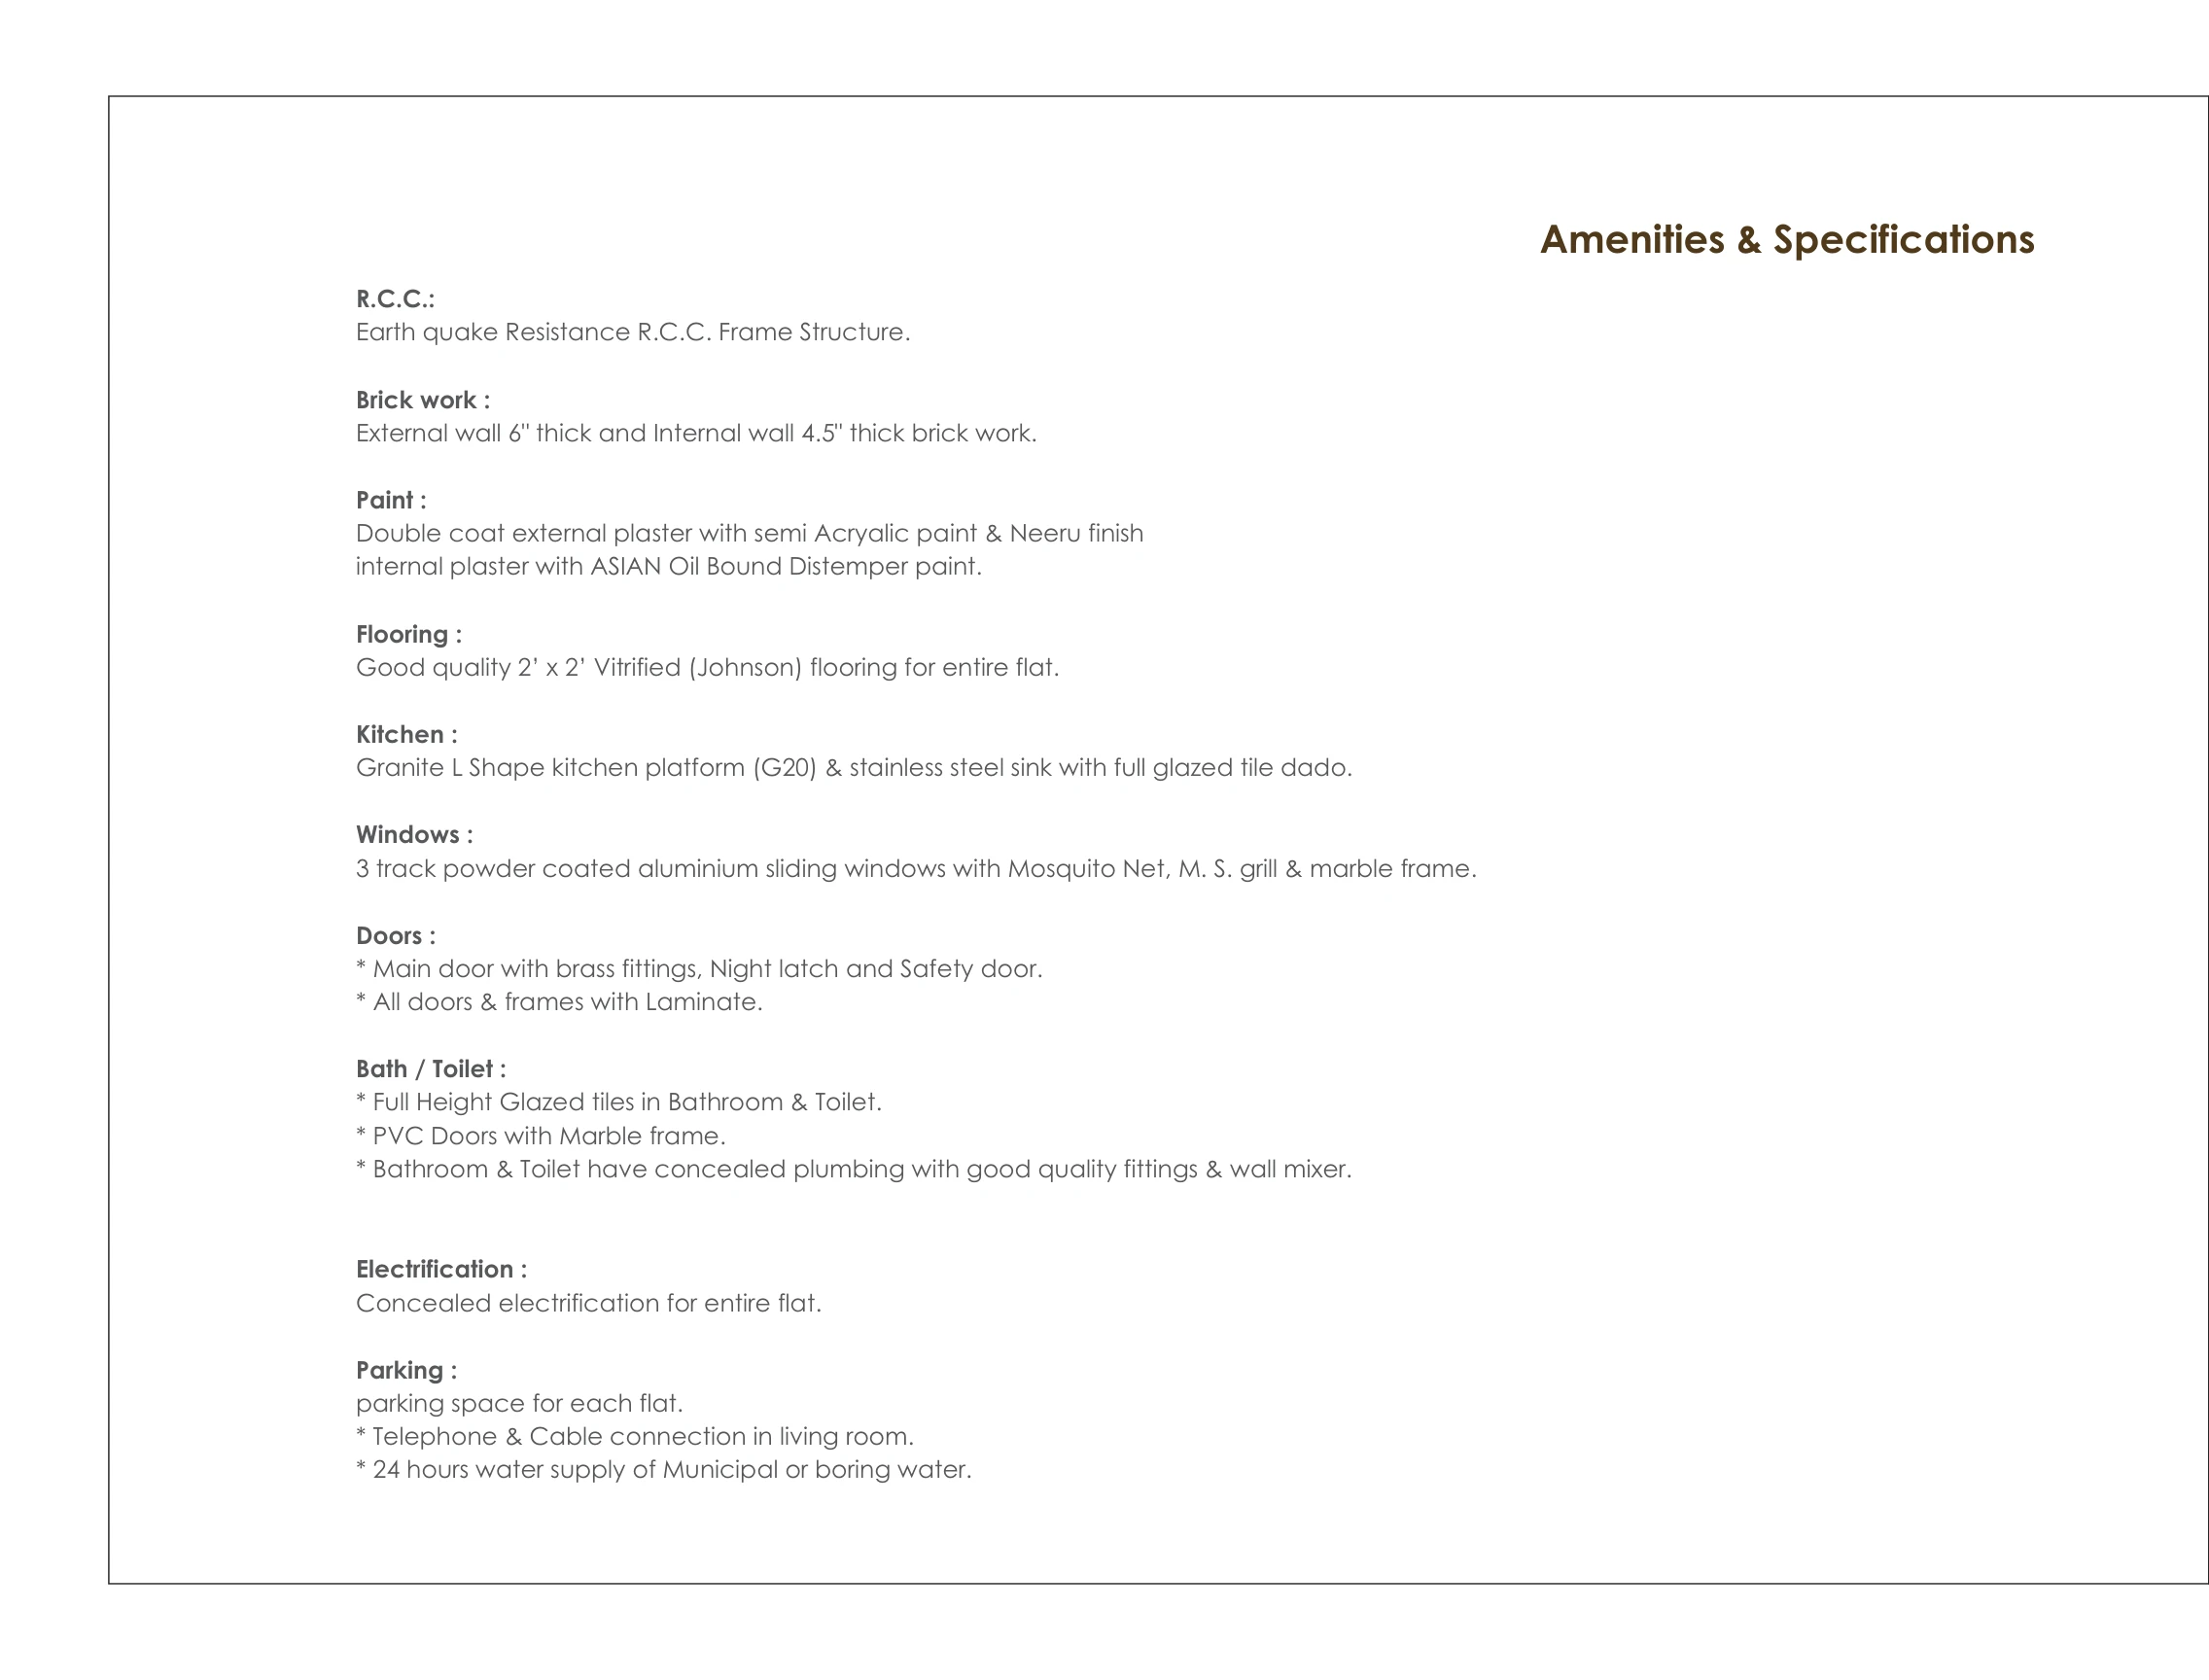 Amenities & Specifications
R.C.C.:
Earth quake Resistance R.C.C. Frame Structure.
Brick work :
External wall 6" thick and Internal wall 4.5" thick brick work.
Paint :
Double coat external plaster with semi Acryalic paint & Neeru finish
internal plaster with ASIAN Oil Bound Distemper paint.
Flooring :
Good quality 2’ x 2’ Vitrified (Johnson) flooring for entire flat.
Kitchen :
Granite L Shape kitchen platform (G20) & stainless steel sink with full glazed tile dado.
Windows :
3 track powder coated aluminium sliding windows with Mosquito Net, M. S. grill & marble frame.
Doors :
* Main door with brass fittings, Night latch and Safety door.
* All doors & frames with Laminate.
Bath / Toilet :
* Full Height Glazed tiles in Bathroom & Toilet.
* PVC Doors with Marble frame.
* Bathroom & Toilet have concealed plumbing with good quality fittings & wall mixer.
Electrification :
Concealed electrification for entire flat.
Parking :
parking space for each flat.
* Telephone & Cable connection in living room.
* 24 hours water supply of Municipal or boring water.